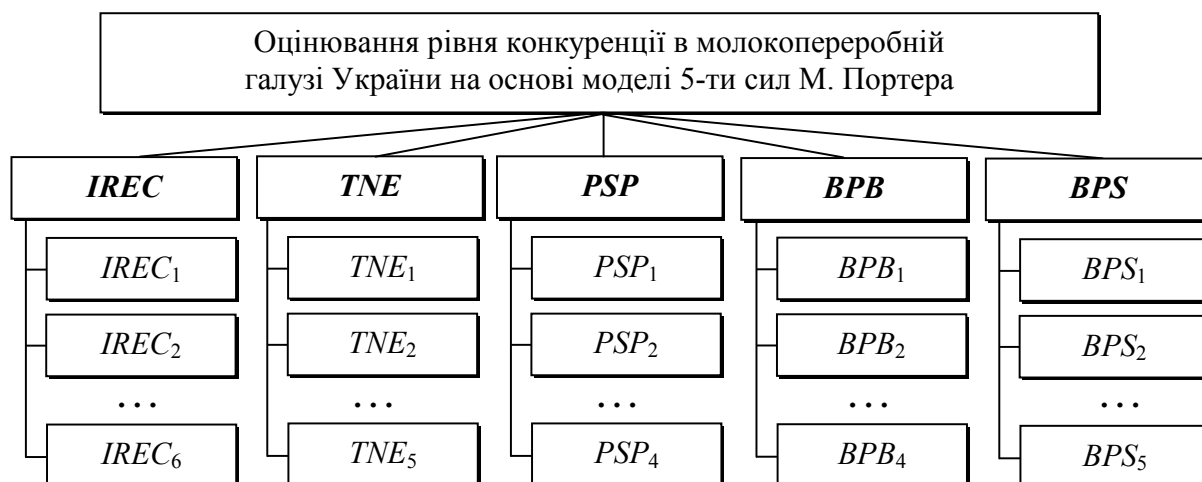 Оцінювання рівня конкуренції в молокопереробній
галузі України на основі моделі 5-ти сил М. Портера
IREC TNE PSP BPB BPS
IREC₁ TNE₁ PSP₁ BPB₁ BPS₁
IREC₂ TNE₂ PSP₂ BPB₂ BPS₂
... ... ... ... ...
IREC₆ TNE₅ PSP₄ BPB₄ BPS₅